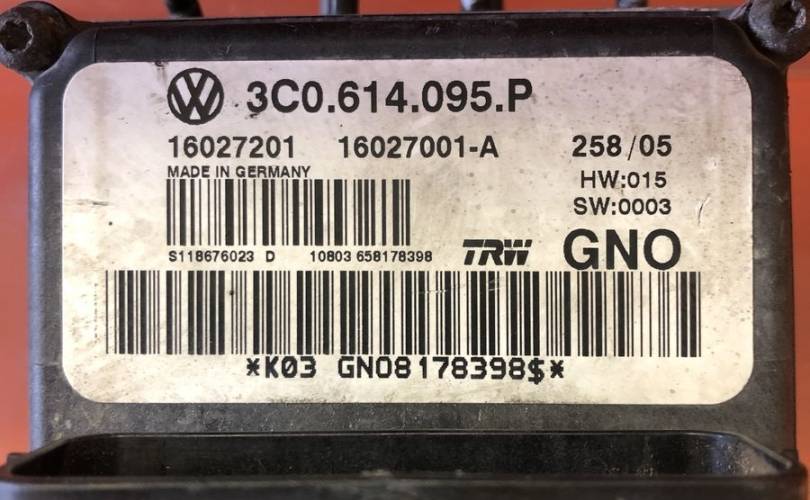 3C0.614.095.P
16027201 16027001-A 258/05
MADE IN GERMANY HW:015
SW:0003
S118676023 D 10803 658178398 TRW GNO
*K03 GNO8178398$*